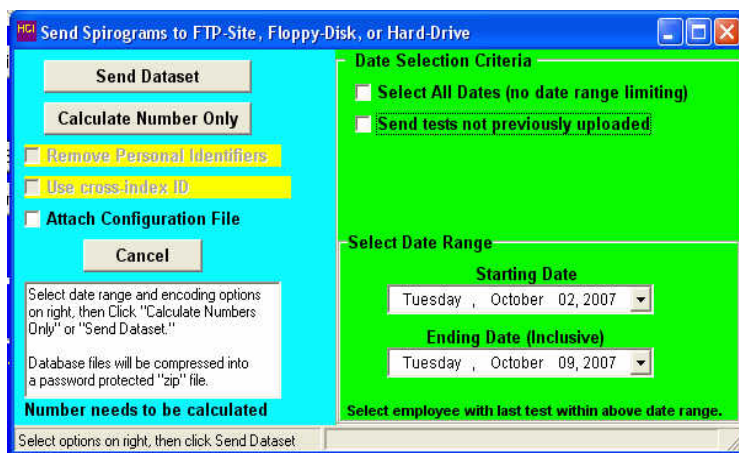 HCI Send Spirograms to FTP-Site, Floppy-Disk, or Hard-Drive
Send Dataset
Calculate Number Only
Remove Personal Identifiers
Use cross-index ID
Attach Configuration File
Cancel
Select date range and encoding options
on right, then Click "Calculate Numbers
Only" or "Send Dataset."
Database files will be compressed into
a password protected "zip" file.
Number needs to be calculated
Date Selection Criteria
Select All Dates (no date range limiting)
Send tests not previously uploaded
Select Date Range
Starting Date
Tuesday , October 02, 2007
Ending Date (Inclusive)
Tuesday , October 09, 2007
Select employee with last test within above date range.
Select options on right, then click Send Dataset